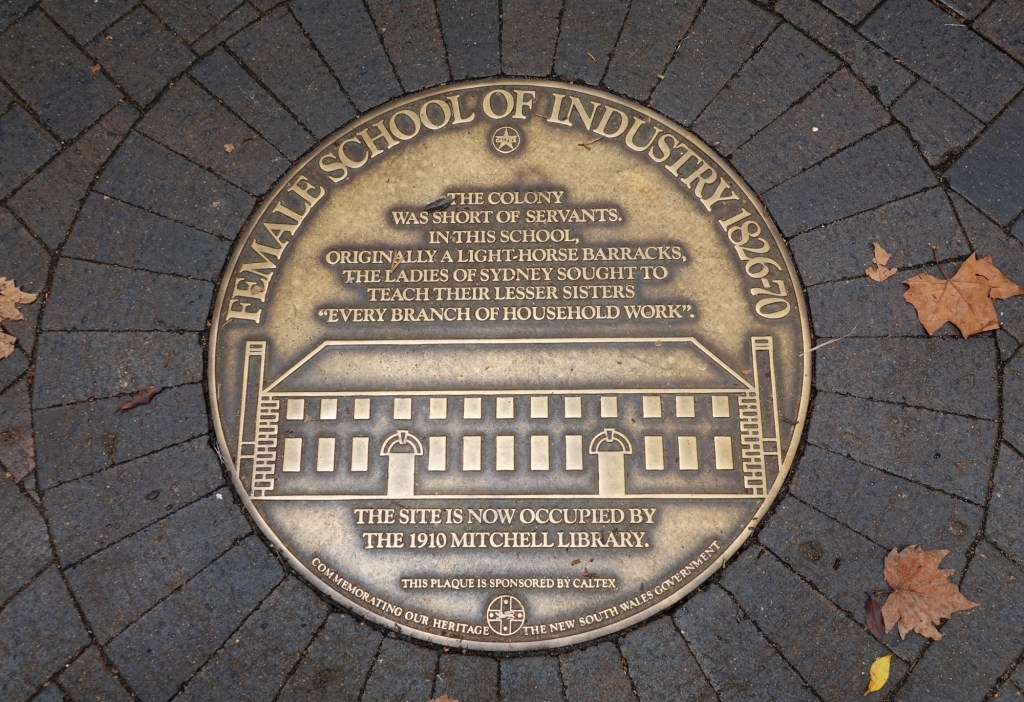 FEMALE SCHOOL OF INDUSTRY 1826-70
THE COLONY
WAS SHORT OF SERVANTS.
IN THIS SCHOOL,
ORIGINALLY A LIGHT-HORSE BARRACKS,
THE LADIES OF SYDNEY SOUGHT TO
TEACH THEIR LESSER SISTERS
"EVERY BRANCH OF HOUSEHOLD WORK".
THE SITE IS NOW OCCUPIED BY
THE 1910 MITCHELL LIBRARY.
THIS PLAQUE IS SPONSORED BY CALTEX
COMMEMORATING OUR HERITAGE THE NEW SOUTH WALES GOVERNMENT